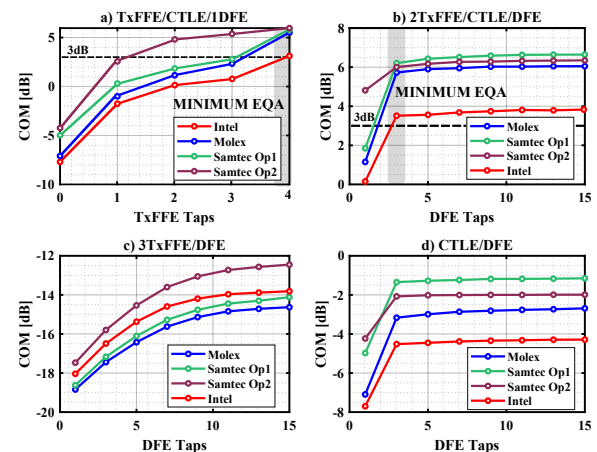 a) TxFFE/CTLE/1DFE
COM [dB]
5
0
-5
-10
3dB
MINIMUM EQA
Intel
Molex
Samtec Op1
Samtec Op2
0 1 2 3 4
TxFFE Taps
b) 2TxFFE/CTLE/DFE
COM [dB]
8
6
4
2
0
MINIMUM EQA
3dB
Molex
Samtec Op1
Samtec Op2
Intel
0 5 10 15
DFE Taps
c) 3TxFFE/DFE
COM [dB]
-12
-14
-16
-18
-20
Molex
Samtec Op1
Samtec Op2
Intel
0 5 10 15
DFE Taps
d) CTLE/DFE
COM [dB]
0
-2
-4
-6
-8
Molex
Samtec Op1
Samtec Op2
Intel
0 5 10 15
DFE Taps